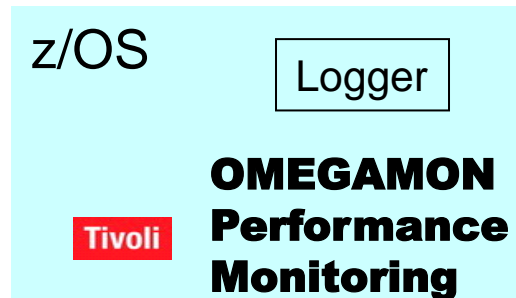 z/OS
Logger
OMEGAMON
Tivoli
Performance
Monitoring